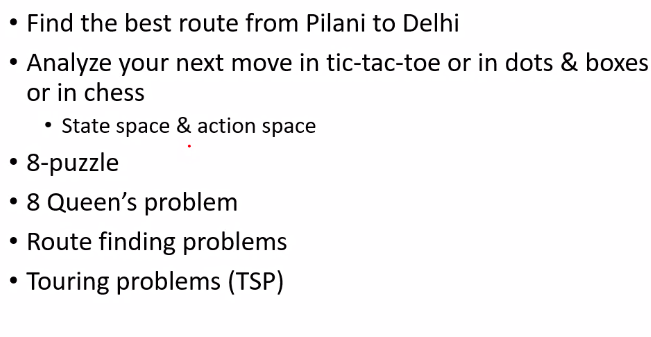 • Find the best route from Pilani to Delhi
• Analyze your next move in tic-tac-toe or in dots & boxes
or in chess
• State space & action space
• 8-puzzle
• 8 Queen’s problem
• Route finding problems
• Touring problems (TSP)